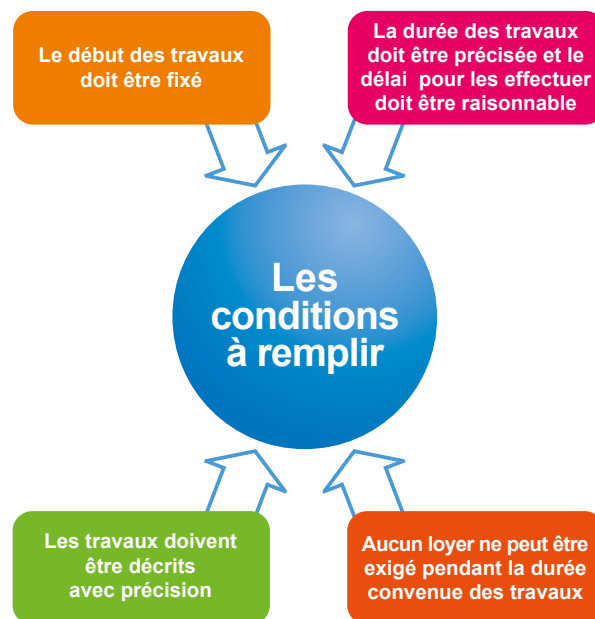 Le début des travaux
doit être fixé
La durée des travaux
doit être précisée et le
délai pour les effectuer
doit être raisonnable
Les
conditions
à remplir
Les travaux doivent
être décrits
avec précision
Aucun loyer ne peut être
exigé pendant la durée
convenue des travaux